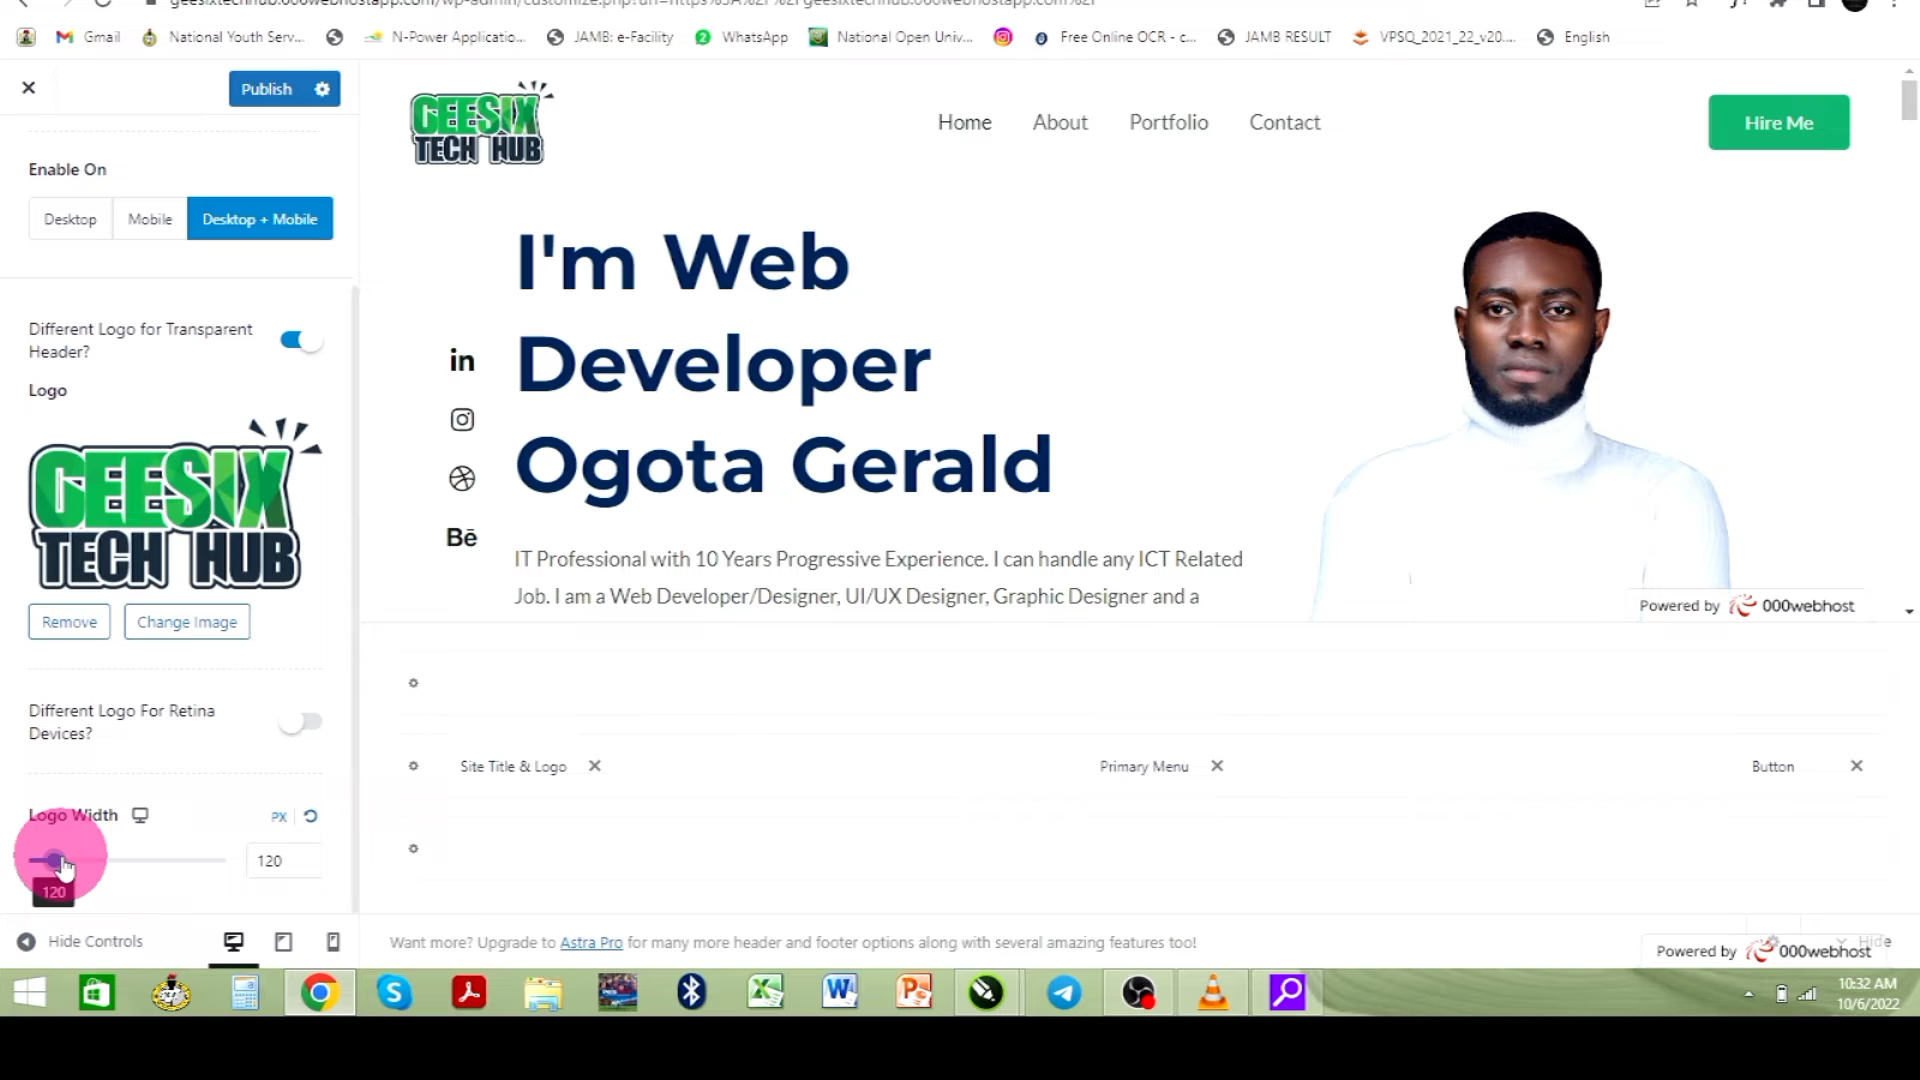 Gmail
National Youth Serv...
N-Power Applicatio...
JAMB: e-Facility
WhatsApp
National Open Univ...
Free Online OCR - c...
JAMB RESULT
VPSQ_2021_22_v20....
English
Publish
Enable On
Desktop
Mobile
Desktop + Mobile
Different Logo for Transparent
Header?
Logo
GEESIX
TECH HUB
Remove
Change Image
Different Logo For Retina
Devices?
Logo Width
PX
120
120
Hide Controls
GEESIX
TECH HUB
Home
About
Portfolio
Contact
Hire Me
I'm Web
Developer
Ogota Gerald
in
Bē
IT Professional with 10 Years Progressive Experience. I can handle any ICT Related
Job. I am a Web Developer/Designer, UI/UX Designer, Graphic Designer and a
Powered by 000webhost
Site Title & Logo
Primary Menu
Button
Want more? Upgrade to Astra Pro for many more header and footer options along with several amazing features too!
Hide
Powered by 000webhost
10:32 AM
10/6/2022